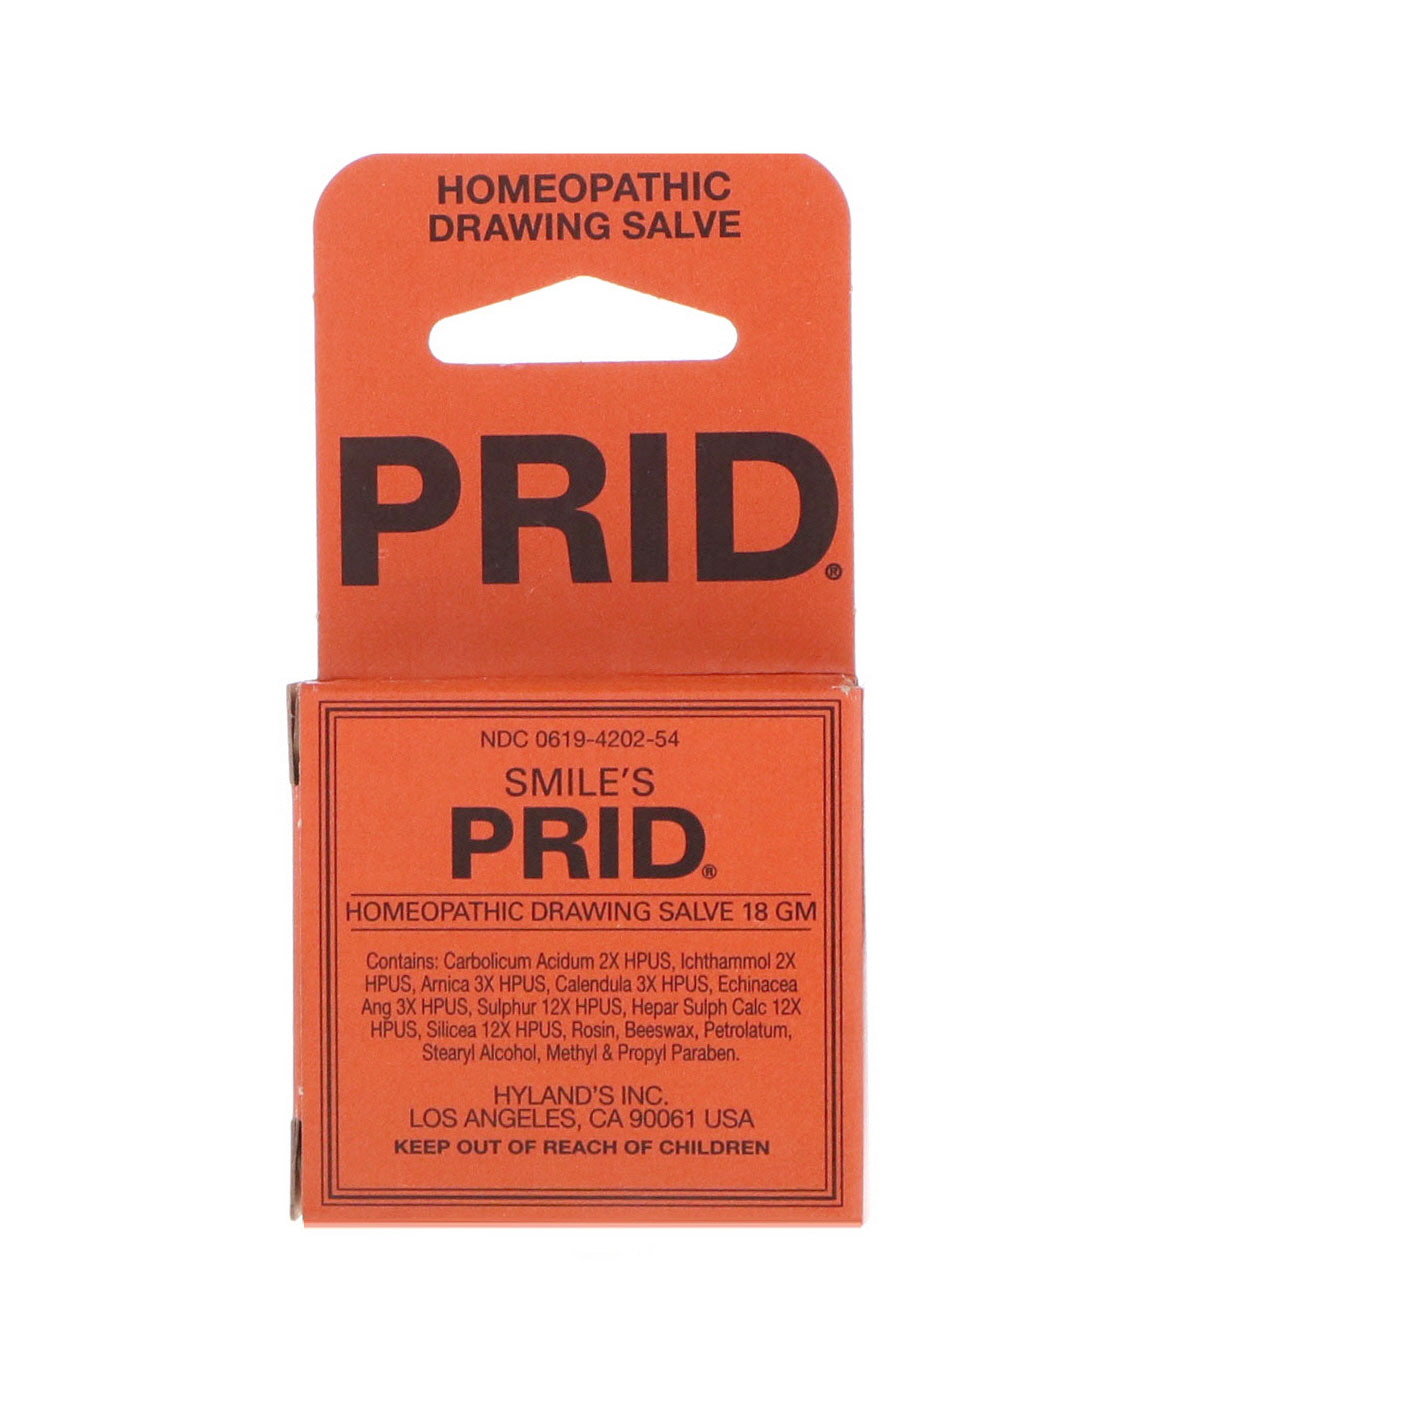 HOMEOPATHIC
DRAWING SALVE
PRID®
NDC 0619-4202-54
SMILE'S
PRID®
HOMEOPATHIC DRAWING SALVE 18 GM
Contains: Carbolicum Acidum 2X HPUS, Ichthammol 2X
HPUS, Arnica 3X HPUS, Calendula 3X HPUS, Echinacea
Ang 3X HPUS, Sulphur 12X HPUS, Hepar Sulph Calc 12X
HPUS, Silicea 12X HPUS, Rosin, Beeswax, Petrolatum,
Stearyl Alcohol, Methyl & Propyl Paraben.
HYLAND'S INC.
LOS ANGELES, CA 90061 USA
KEEP OUT OF REACH OF CHILDREN